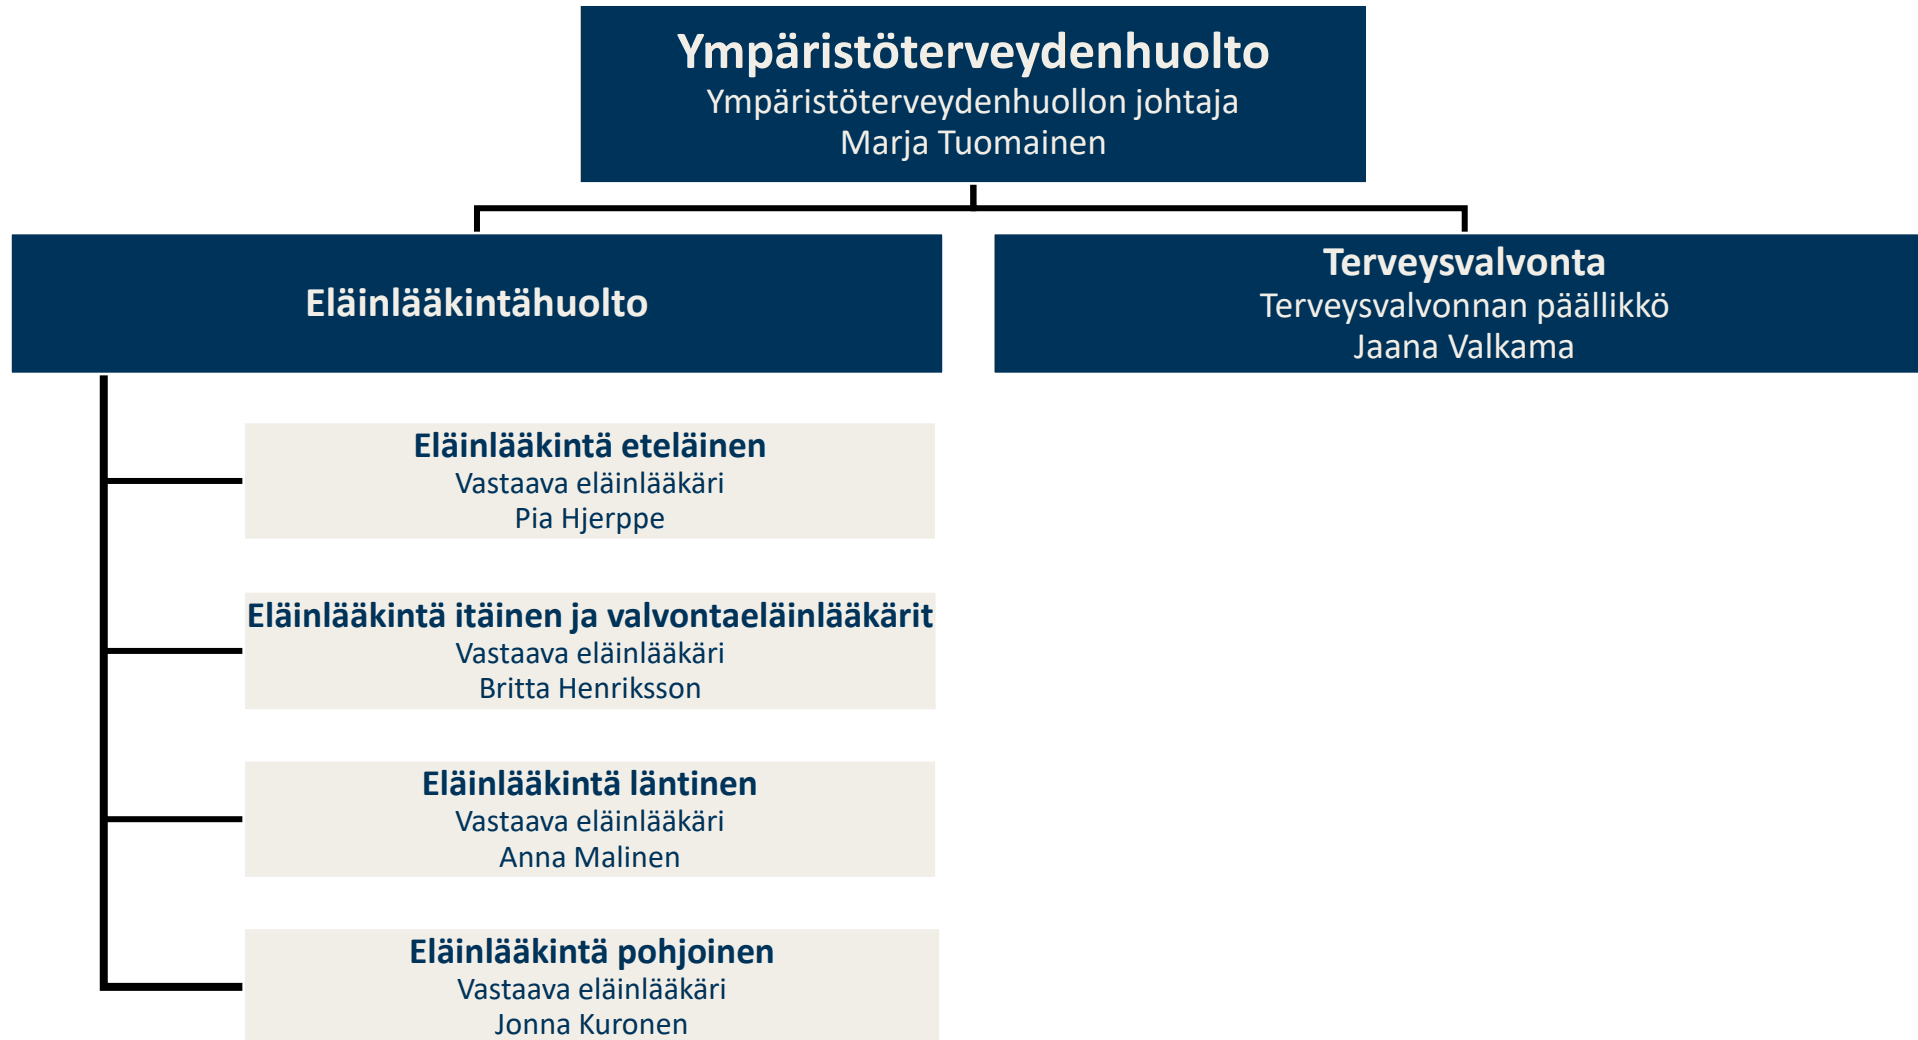 Ympäristöterveydenhuolto
Ympäristöterveydenhuollon johtaja
Marja Tuomainen
Eläinlääkintähuolto
Terveysvalvonta
Terveysvalvonnan päällikkö
Jaana Valkama
Eläinlääkintä eteläinen
Vastaava eläinlääkäri
Pia Hjerppe
Eläinlääkintä itäinen ja valvontaeläinlääkärit
Vastaava eläinlääkäri
Britta Henriksson
Eläinlääkintä läntinen
Vastaava eläinlääkäri
Anna Malinen
Eläinlääkintä pohjoinen
Vastaava eläinlääkäri
Jonna Kuronen